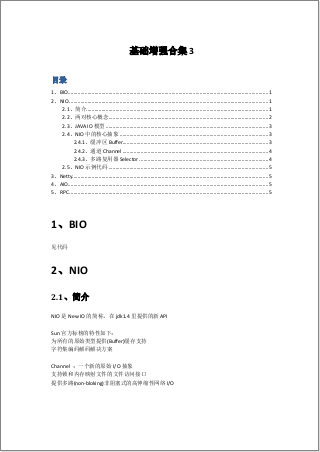 基础增强合集 3
目录
1、BIO.....1
2、NIO.....1
2.1、简介.....1
2.2、两对核心概念.....2
2.3、JAVA IO 模型.....3
2.4、NIO 中的核心抽象.....3
2.4.1、缓冲区 Buffer.....3
2.4.2、通道 Channel.....4
2.4.3、多路复用器 Selector.....4
2.5、NIO 示例代码.....5
3、Netty.....5
4、AIO.....5
5、RPC.....5
1、BIO
见代码
2、NIO
2.1、简介
NIO 是 New IO 的简称，在 jdk1.4 里提供的新 API
Sun 官方标榜的特性如下：
为所有的原始类型提供(Buffer)缓存支持
字符集编码解码解决方案
Channel ：一个新的原始 I/O 抽象
支持锁和内存映射文件的文件访问接口
提供多路(non-bloking)非阻塞式的高伸缩性网络 I/O